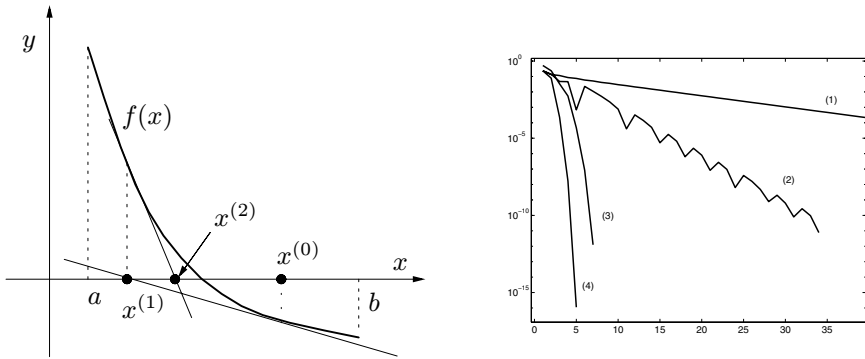 y
f(x)
x^{(2)}
x^{(0)}
x
a
x^{(1)}
b
10^0
10^{-5}
10^{-10}
10^{-15}
(1)
(2)
(3)
(4)
0 5 10 15 20 25 30 35